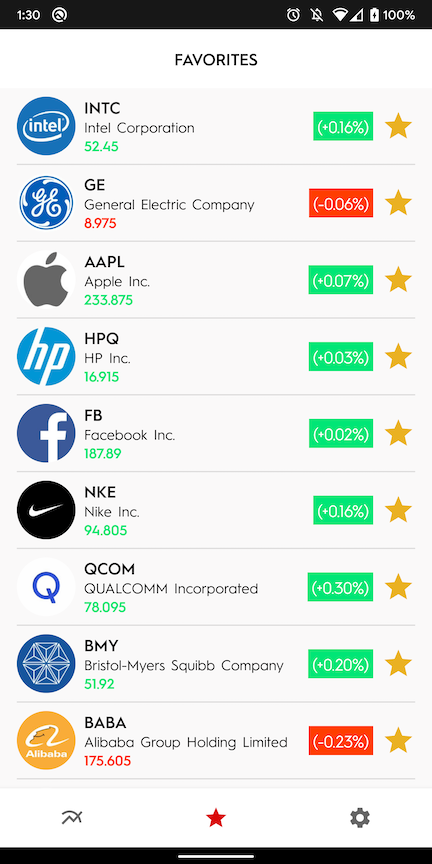 1:30
100%
FAVORITES
INTC
intel
Intel Corporation
(+0.16%)
52.45
GE
GE
General Electric Company
(-0.06%)
8.975
AAPL
Apple Inc.
(+0.07%)
233.875
HPQ
hp
HP Inc.
(+0.03%)
16.915
FB
f
Facebook Inc.
(+0.02%)
187.89
NKE
Nike Inc.
(+0.16%)
94.805
QCOM
Q
QUALCOMM Incorporated
(+0.30%)
78.095
BMY
Bristol-Myers Squibb Company
(+0.20%)
51.92
BABA
Alibaba Group Holding Limited
(-0.23%)
Alibaba
175.605